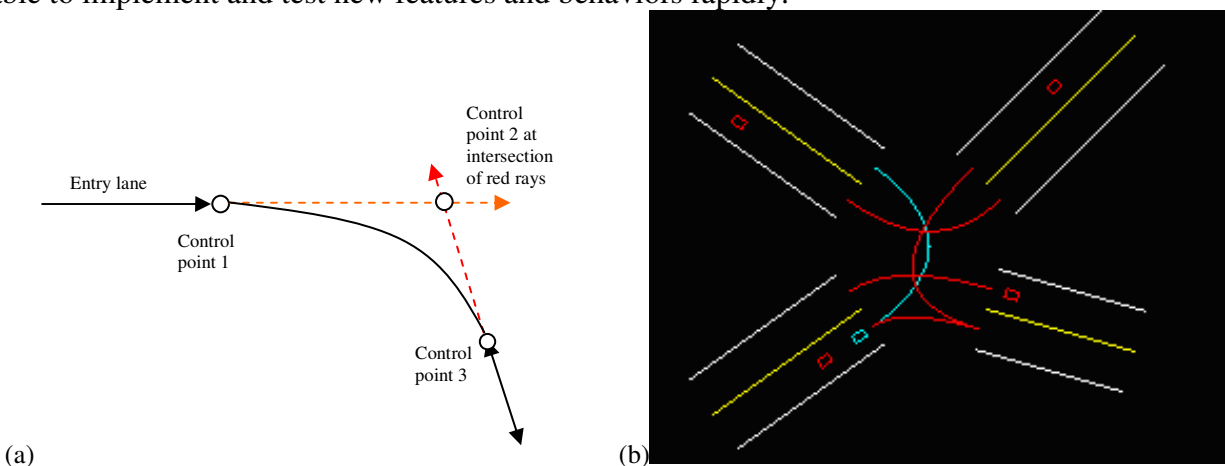 able to implement and test new features and behaviors rapidly.
Control
point 2 at
intersection
of red rays
Entry lane
Control
point 1
Control
point 3
(a)
(b)